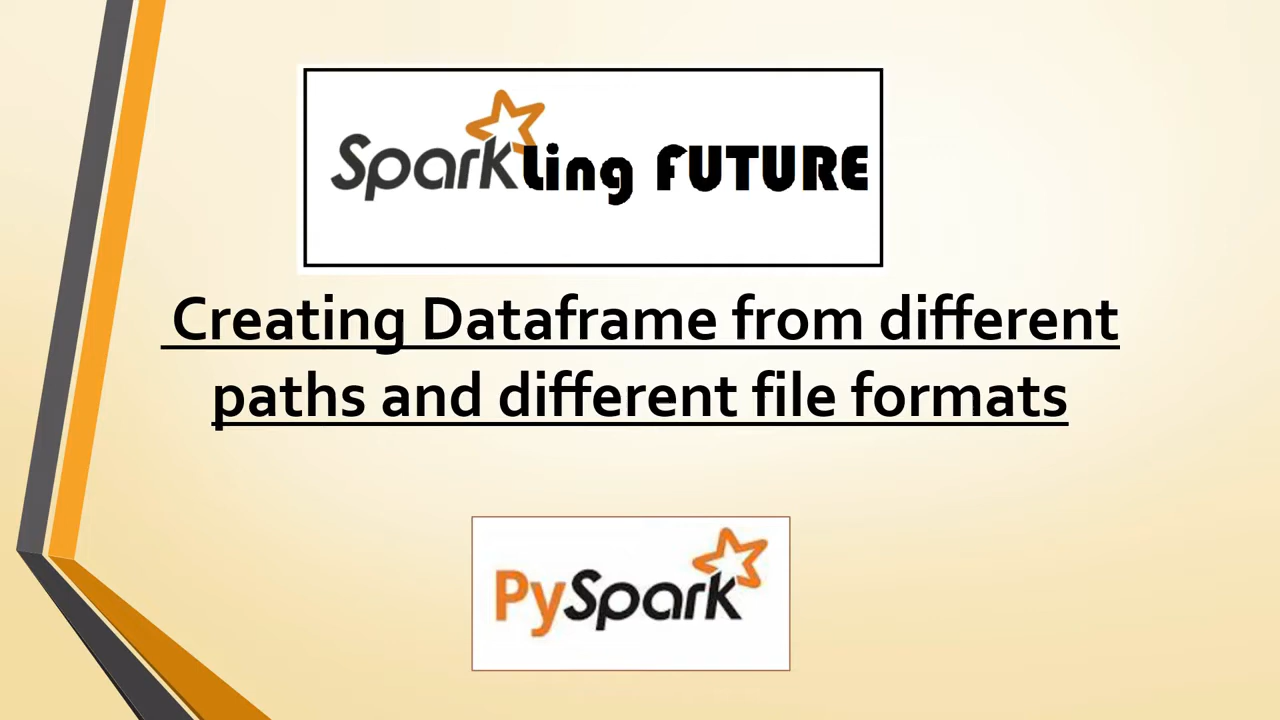 SparkLing FUTURE
Creating Dataframe from different
paths and different file formats
PySpark